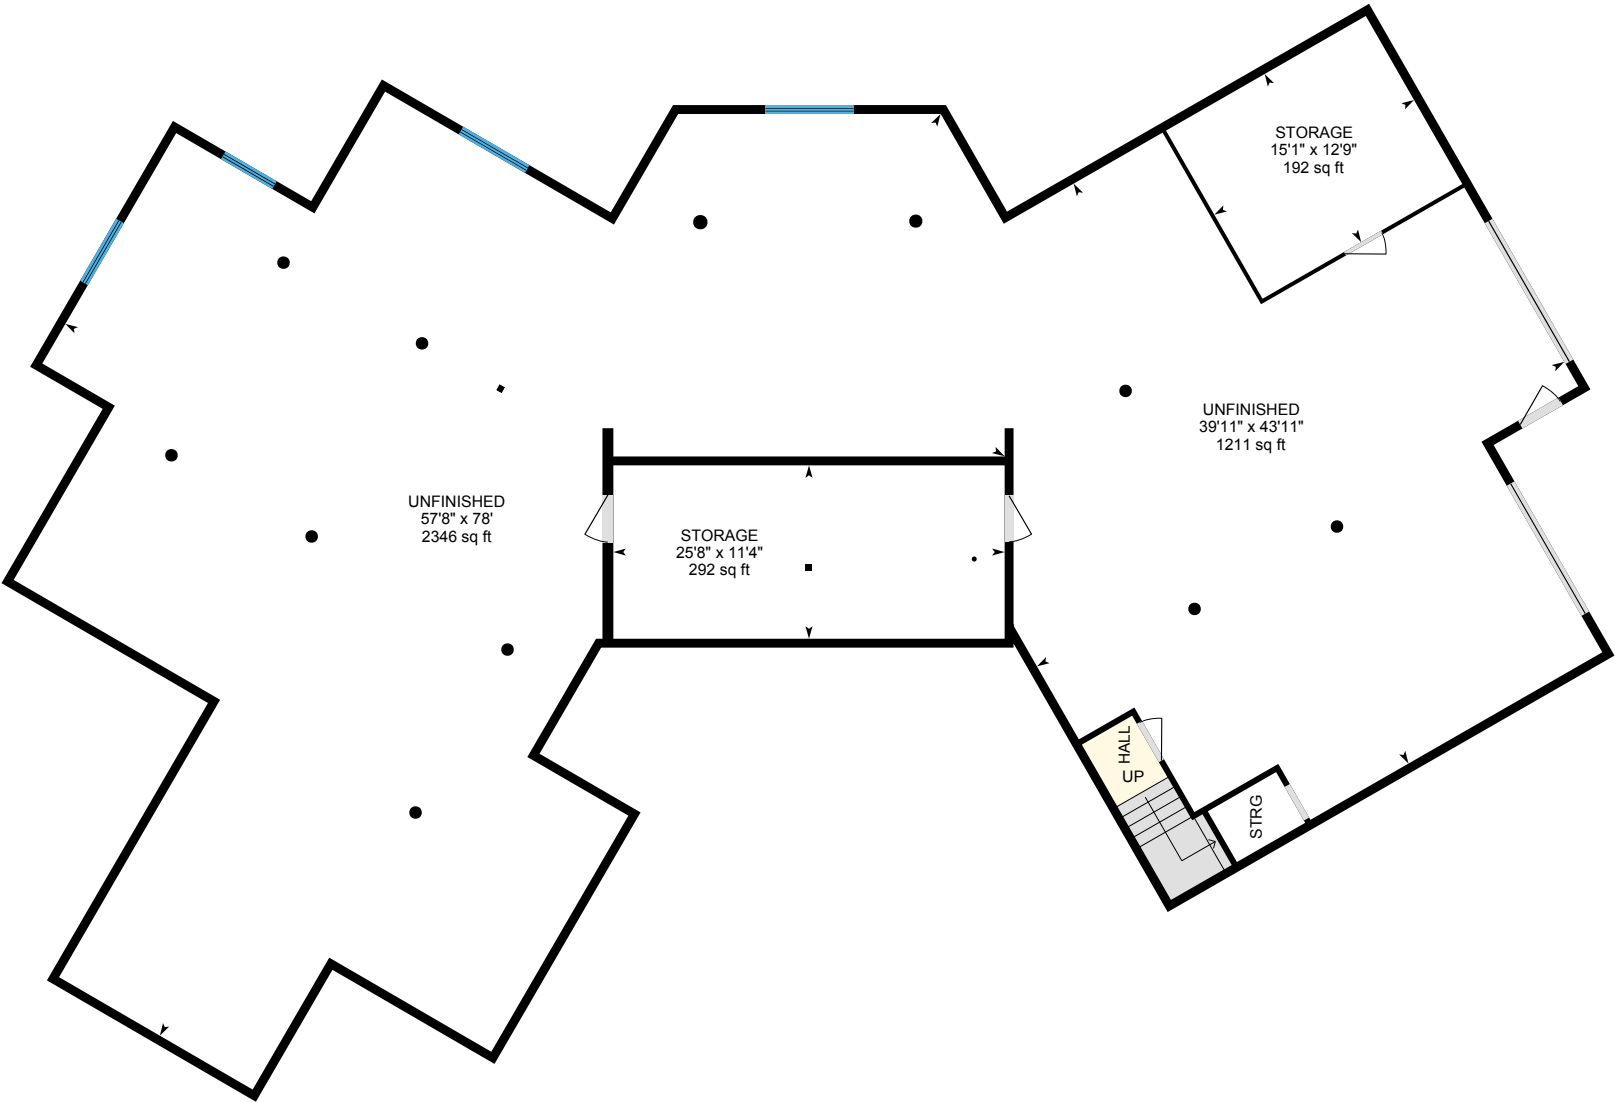 STORAGE
15'1" x 12'9"
192 sq ft
UNFINISHED
39'11" x 43'11"
1211 sq ft
UNFINISHED
57'8" x 78'
2346 sq ft
STORAGE
25'8" x 11'4"
292 sq ft
HALL
UP
STRG